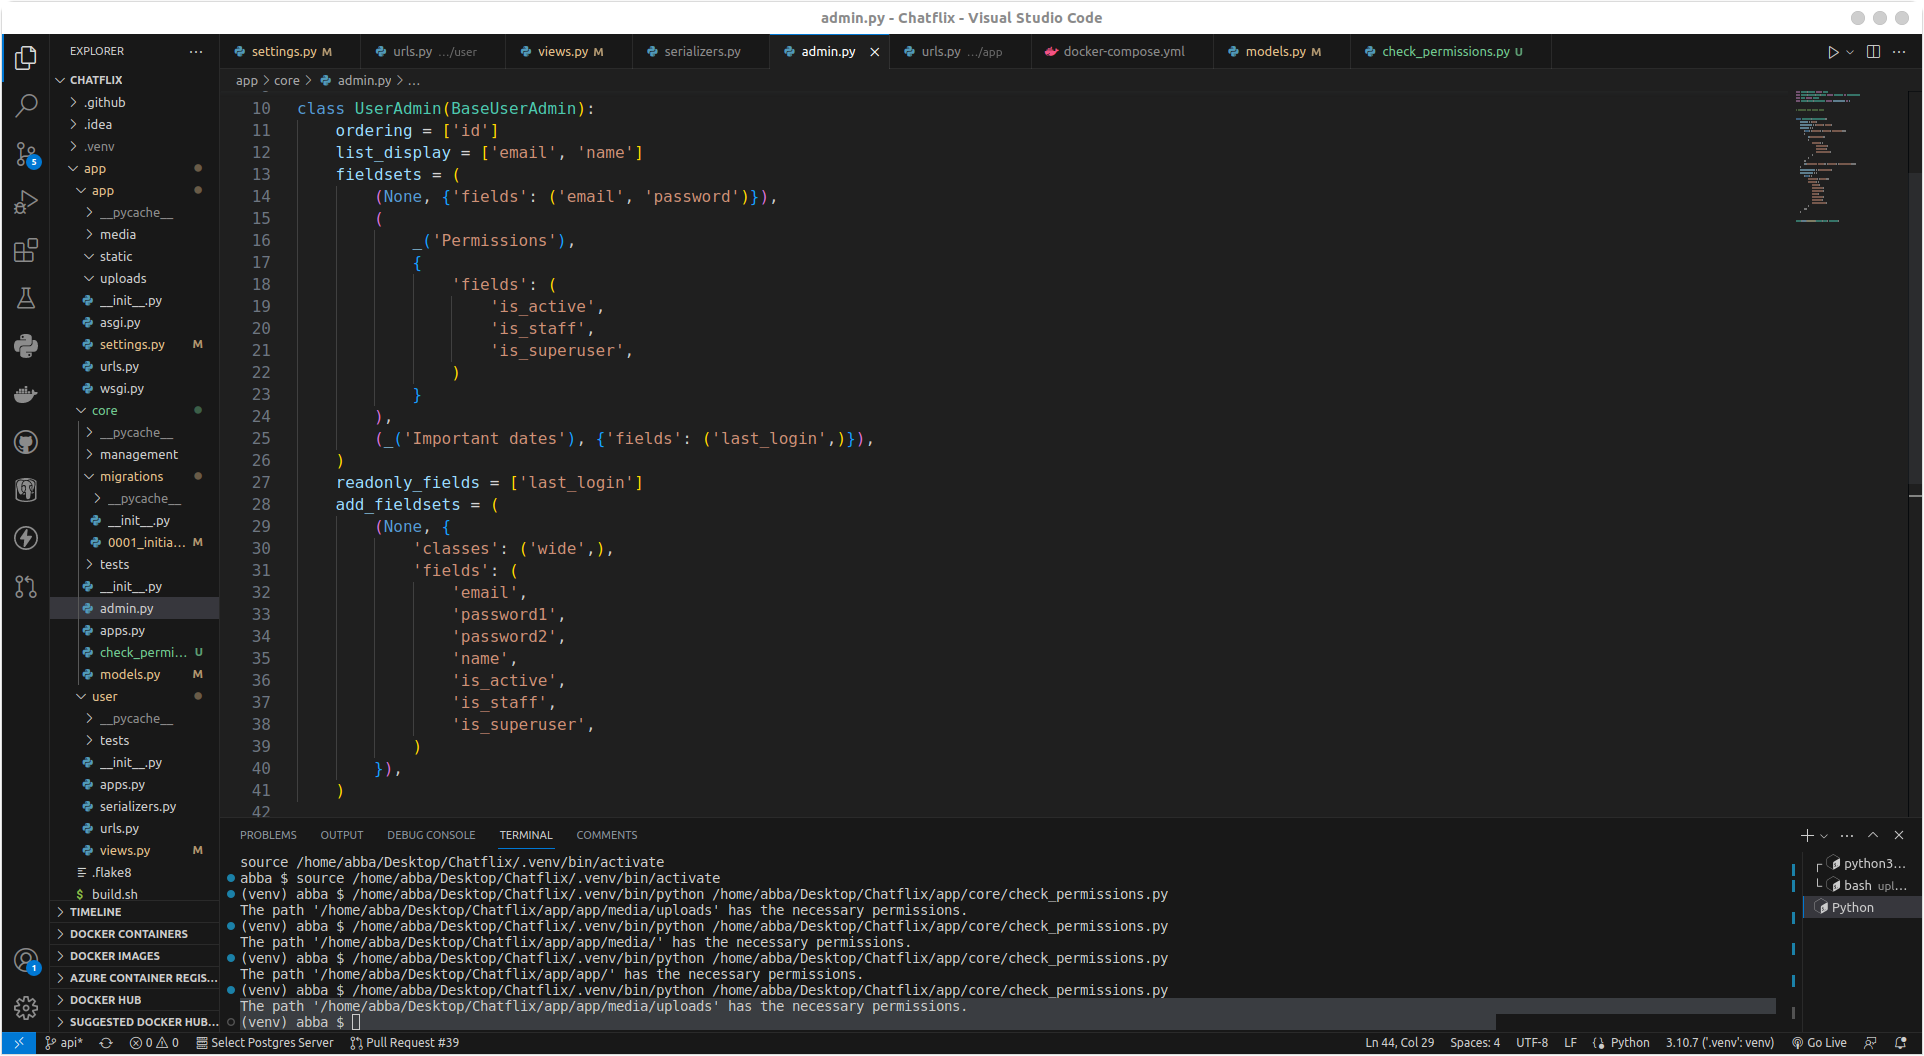 admin.py - Chatflix - Visual Studio Code
EXPLORER
settings.py M
urls.py .../user
views.py M
serializers.py
admin.py
urls.py .../app
docker-compose.yml
models.py M
check_permissions.py U
app > core > admin.py > ...
CHATFLIX
.github
.idea
.venv
app
app
__pycache__
media
static
uploads
__init__.py
asgi.py
settings.py M
urls.py
wsgi.py
core
__pycache__
management
migrations
__pycache__
__init__.py
0001_initia... M
tests
__init__.py
admin.py
apps.py
check_permi... U
models.py M
user
__pycache__
tests
__init__.py
apps.py
serializers.py
urls.py
views.py M
.flake8
build.sh
TIMELINE
DOCKER CONTAINERS
DOCKER IMAGES
AZURE CONTAINER REGIS...
DOCKER HUB
SUGGESTED DOCKER HUB...
10 class UserAdmin(BaseUserAdmin):
11 ordering = ['id']
12 list_display = ['email', 'name']
13 fieldsets = (
14 (None, {'fields': ('email', 'password')}),
15 (
16 _('Permissions'),
17 {
18 'fields': (
19 'is_active',
20 'is_staff',
21 'is_superuser',
22 )
23 }
24 ),
25 (_('Important dates'), {'fields': ('last_login',)}),
26 )
27 readonly_fields = ['last_login']
28 add_fieldsets = (
29 (None, {
30 'classes': ('wide',),
31 'fields': (
32 'email',
33 'password1',
34 'password2',
35 'name',
36 'is_active',
37 'is_staff',
38 'is_superuser',
39 )
40 }),
41 )
42
PROBLEMS OUTPUT DEBUG CONSOLE TERMINAL COMMENTS
source /home/abba/Desktop/Chatflix/.venv/bin/activate
abba $ source /home/abba/Desktop/Chatflix/.venv/bin/activate
(venv) abba $ /home/abba/Desktop/Chatflix/.venv/bin/python /home/abba/Desktop/Chatflix/app/core/check_permissions.py
The path '/home/abba/Desktop/Chatflix/app/app/media/uploads' has the necessary permissions.
(venv) abba $ /home/abba/Desktop/Chatflix/.venv/bin/python /home/abba/Desktop/Chatflix/app/core/check_permissions.py
The path '/home/abba/Desktop/Chatflix/app/app/media/' has the necessary permissions.
(venv) abba $ /home/abba/Desktop/Chatflix/.venv/bin/python /home/abba/Desktop/Chatflix/app/core/check_permissions.py
The path '/home/abba/Desktop/Chatflix/app/app/' has the necessary permissions.
(venv) abba $ /home/abba/Desktop/Chatflix/.venv/bin/python /home/abba/Desktop/Chatflix/app/core/check_permissions.py
The path '/home/abba/Desktop/Chatflix/app/app/media/uploads' has the necessary permissions.
(venv) abba $
python3...
bash upl...
Python
5
1
api* 0 0 Select Postgres Server Pull Request #39
Ln 44, Col 29 Spaces: 4 UTF-8 LF Python 3.10.7 ('.venv': venv) Go Live